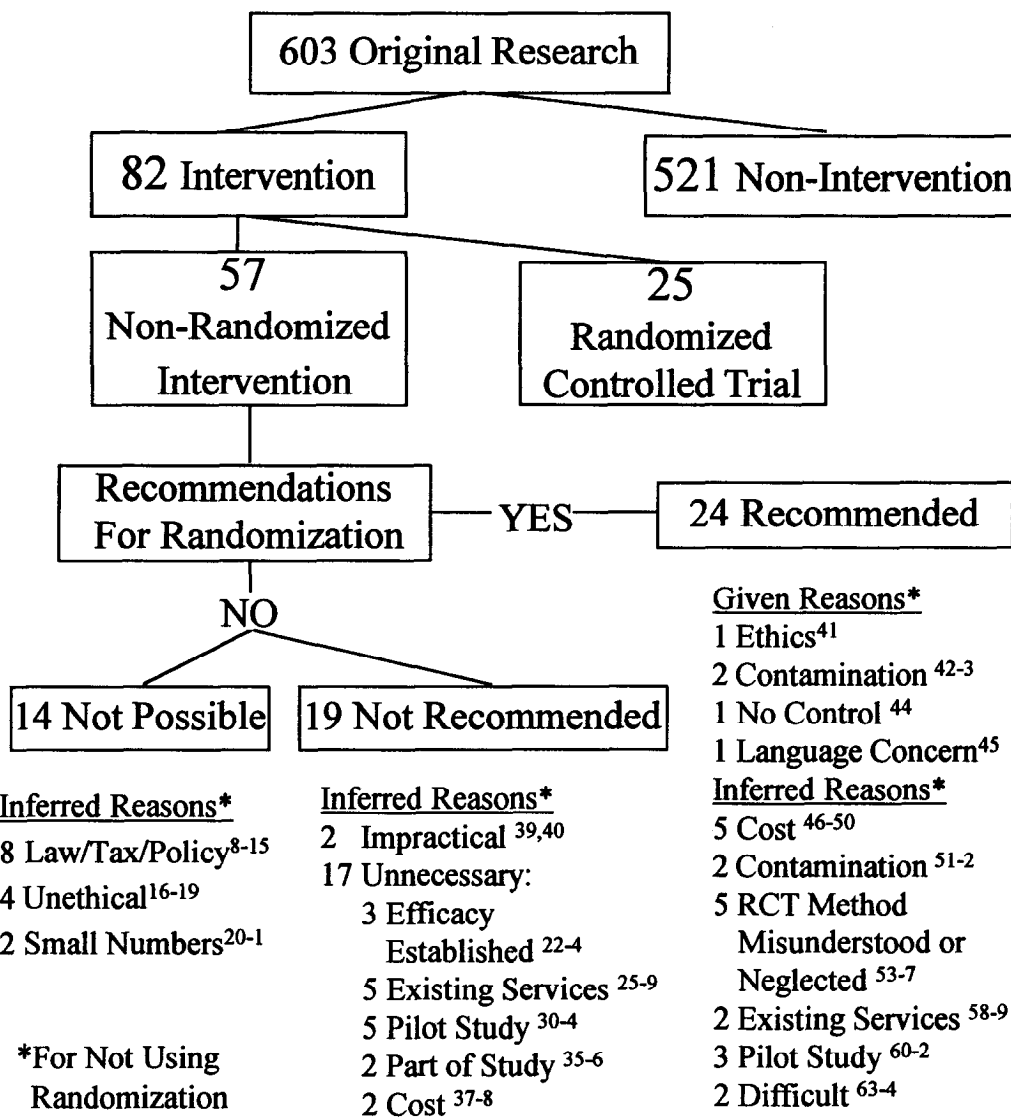 603 Original Research
82 Intervention
521 Non-Intervention
57
Non-Randomized
Intervention
25
Randomized
Controlled Trial
Recommendations
For Randomization
YES
24 Recommended
NO
14 Not Possible
19 Not Recommended
Inferred Reasons*
8 Law/Tax/Policy8-15
4 Unethical16-19
2 Small Numbers20-1
*For Not Using
Randomization
Inferred Reasons*
2 Impractical 39,40
17 Unnecessary:
3 Efficacy
Established 22-4
5 Existing Services 25-9
5 Pilot Study 30-4
2 Part of Study 35-6
2 Cost 37-8
Given Reasons*
1 Ethics41
2 Contamination 42-3
1 No Control 44
1 Language Concern45
Inferred Reasons*
5 Cost 46-50
2 Contamination 51-2
5 RCT Method
Misunderstood or
Neglected 53-7
2 Existing Services 58-9
3 Pilot Study 60-2
2 Difficult 63-4